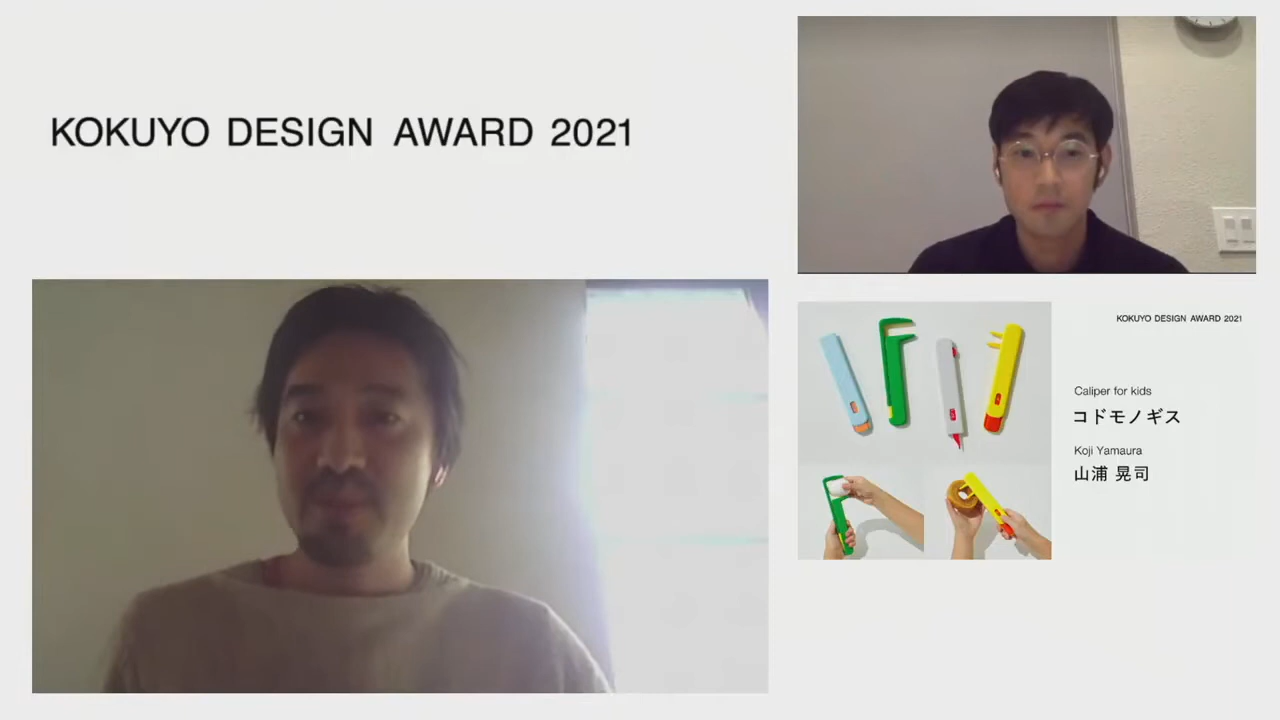 KOKUYO DESIGN AWARD 2021
KOKUYO DESIGN AWARD 2021
Caliper for kids
コドモノギス
Koji Yamaura
山浦 晃司